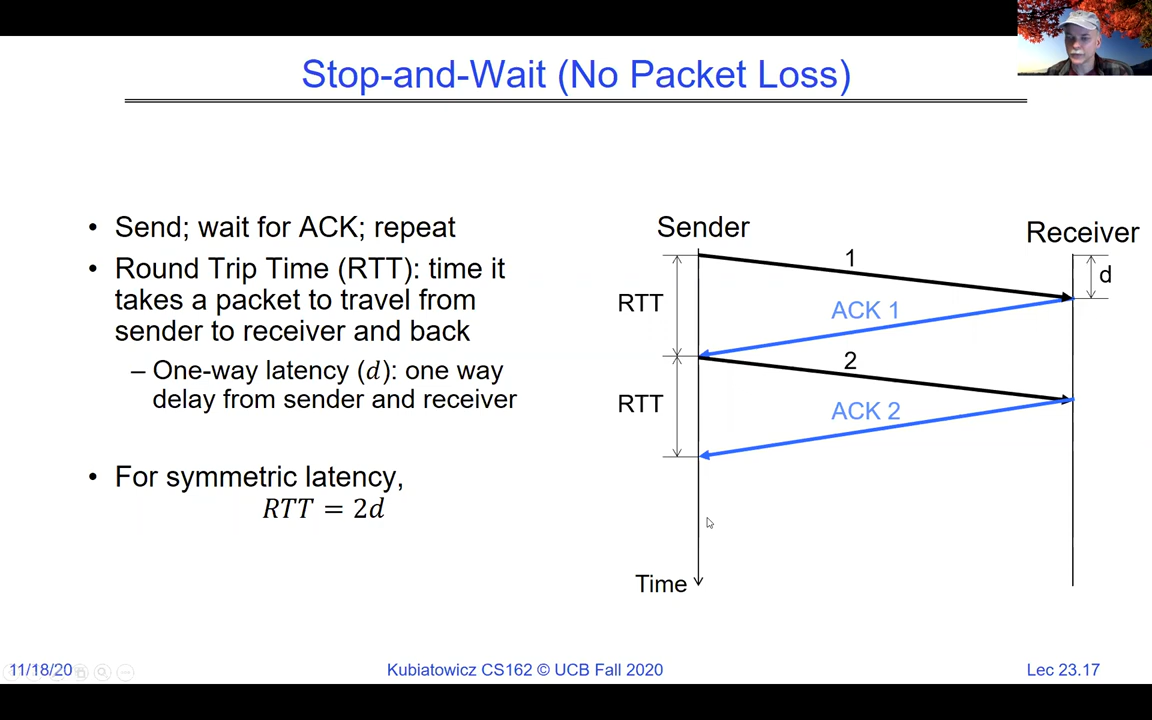 Stop-and-Wait (No Packet Loss)
• Send; wait for ACK; repeat
• Round Trip Time (RTT): time it
takes a packet to travel from
sender to receiver and back
– One-way latency (d): one way
delay from sender and receiver
• For symmetric latency,
RTT = 2d
Sender
Receiver
1
d
RTT
ACK 1
2
RTT
ACK 2
Time
11/18/20
Kubiatowicz CS162 © UCB Fall 2020
Lec 23.17